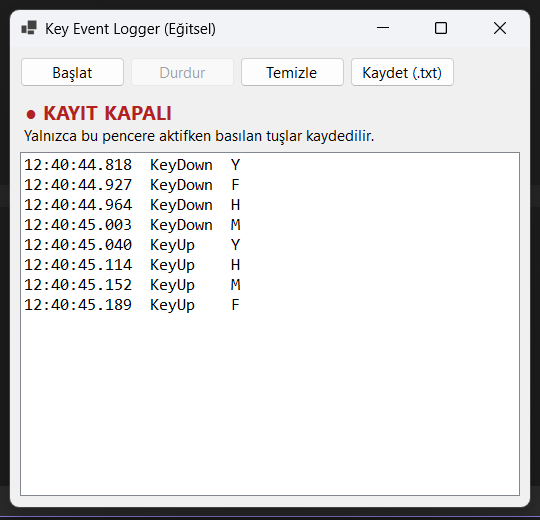 Key Event Logger (Eğitsel)
Başlat Durdur Temizle Kaydet (.txt)
● KAYIT KAPALI
Yalnızca bu pencere aktifken basılan tuşlar kaydedilir.
12:40:44.818 KeyDown Y
12:40:44.927 KeyDown F
12:40:44.964 KeyDown H
12:40:45.003 KeyDown M
12:40:45.040 KeyUp Y
12:40:45.114 KeyUp H
12:40:45.152 KeyUp M
12:40:45.189 KeyUp F